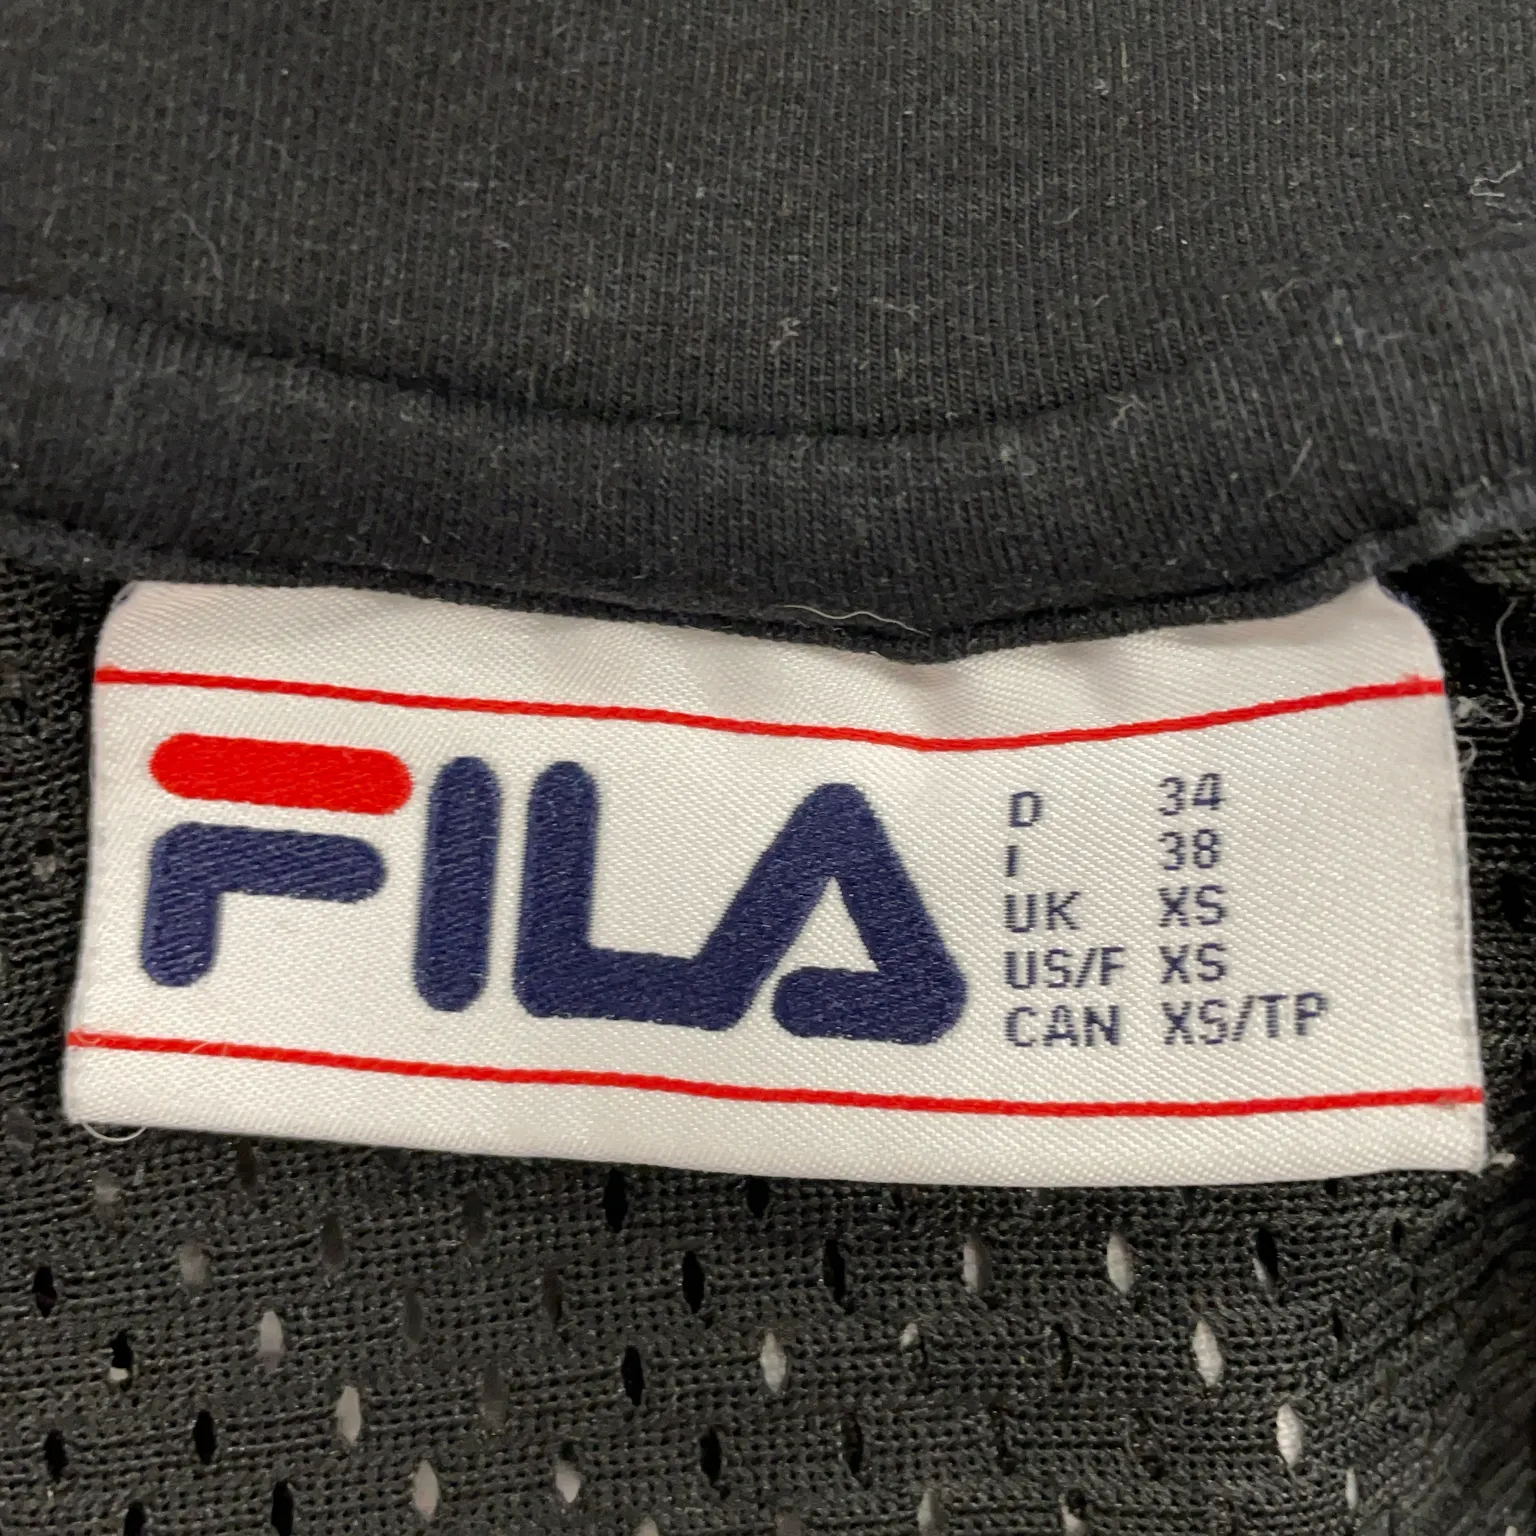 FILA
D 34
I 38
UK XS
US/F XS
CAN XS/TP